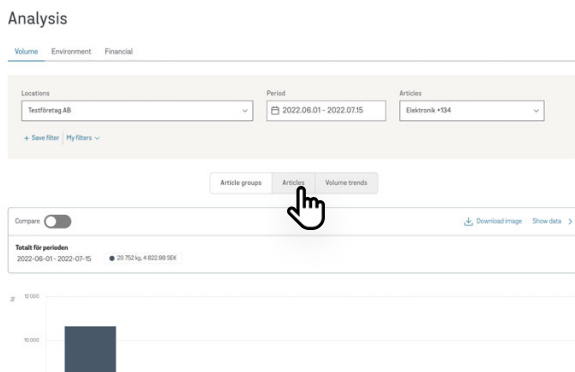 Analysis
Volume Environment Financial
Locations Period Articles
Testföretag AB 2022.06.01 - 2022.07.15 Elektronik +134
+ Save filter My filters
Article groups Articles Volume trends
Compare Download image Show data
Totalt för perioden
2022-06-01 - 2022-07-15 20 752 kg, 4 822.88 SEK
12 000
10 000